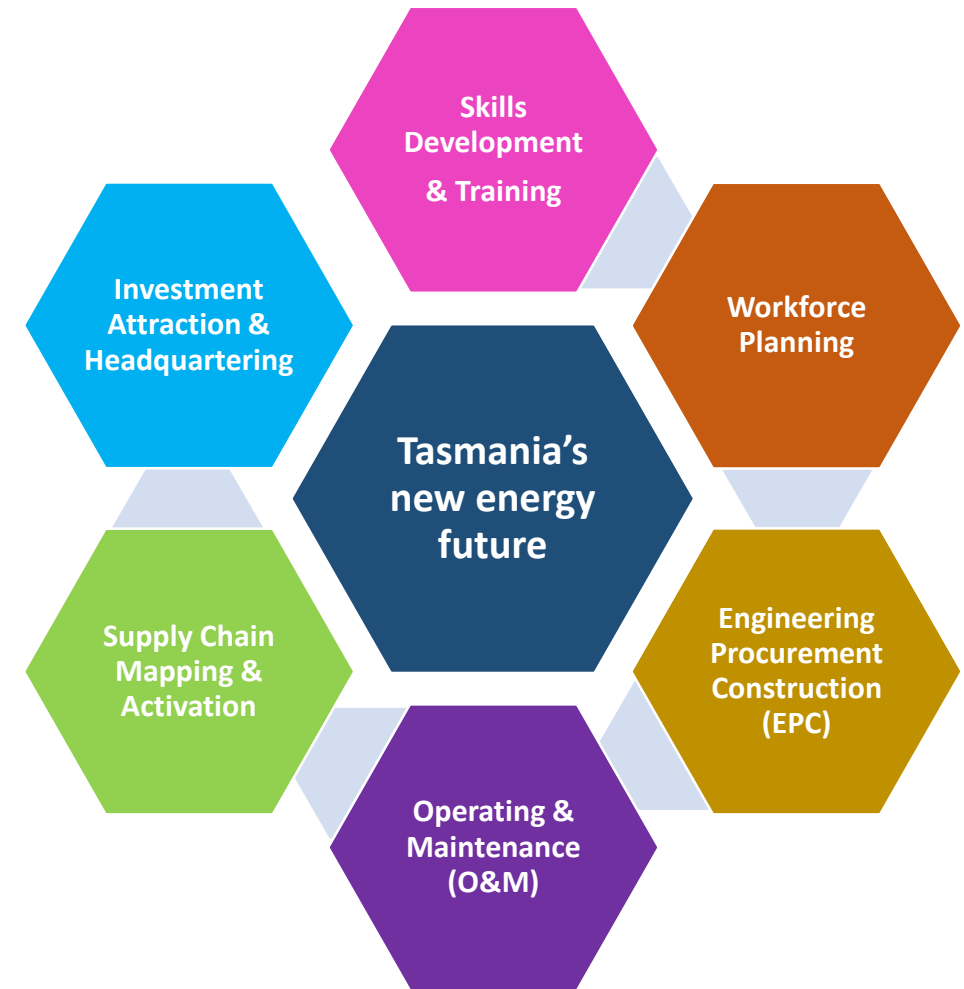 Skills
Development
& Training
Investment
Attraction &
Headquartering
Workforce
Planning
Tasmania’s
new energy
future
Supply Chain
Mapping &
Activation
Engineering
Procurement
Construction
(EPC)
Operating &
Maintenance
(O&M)